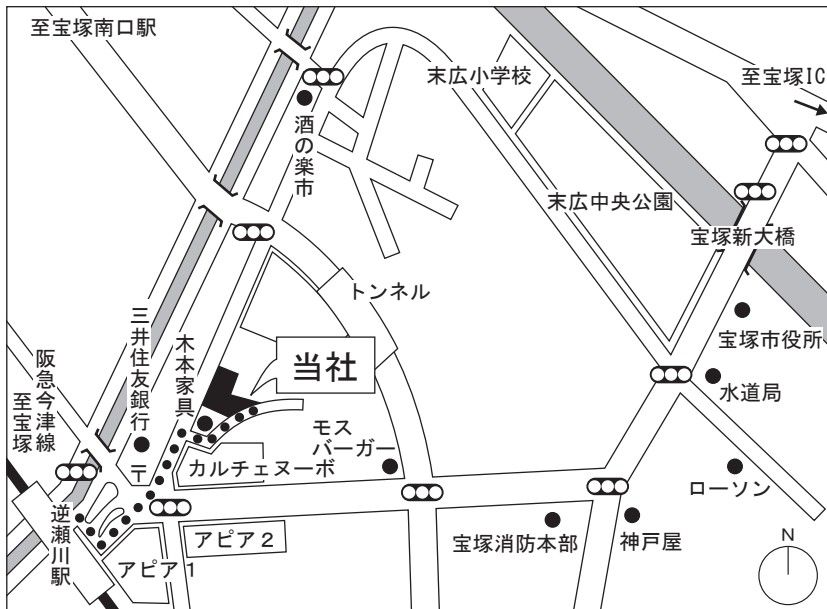 至宝塚南口駅
末広小学校
至宝塚IC
酒の楽市
末広中央公園
宝塚新大橋
トンネル
宝塚市役所
三井住友銀行
木本家具
当社
阪急今津線
至宝塚
水道局
モス
バーガー
〒
カルチェヌーボ
ローソン
逆瀬川駅
アピア2
アピア1
宝塚消防本部
神戸屋
N